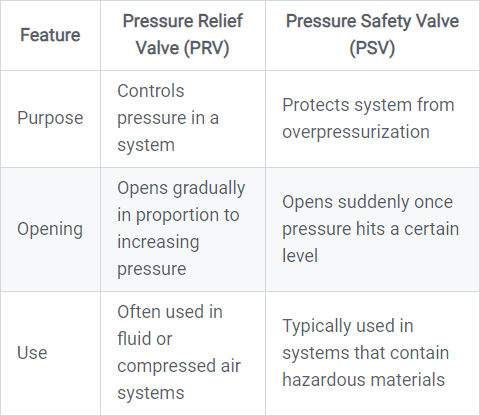 Feature
Pressure Relief
Valve (PRV)
Pressure Safety Valve
(PSV)
Purpose
Controls
pressure in a
system
Protects system from
overpressurization
Opening
Opens gradually
in proportion to
increasing
pressure
Opens suddenly once
pressure hits a certain
level
Use
Often used in
fluid or
compressed air
systems
Typically used in
systems that contain
hazardous materials